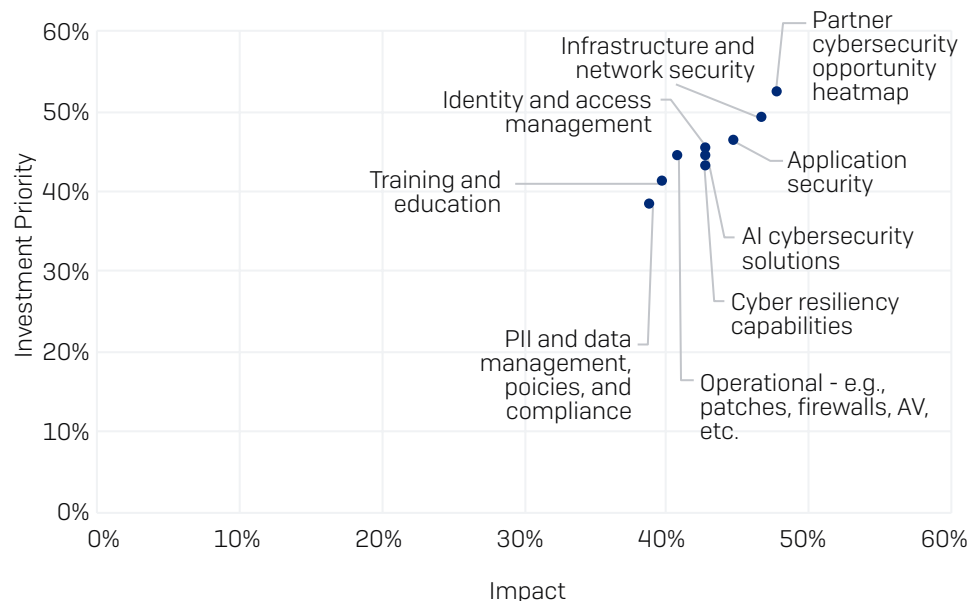 60%
50%
40%
30%
20%
10%
0%
Investment Priority
Partner
cybersecurity
opportunity
heatmap
Infrastructure and
network security
Identity and access
management
Application
security
Training and
education
AI cybersecurity
solutions
Cyber resiliency
capabilities
PII and data
management,
poicies, and
compliance
Operational - e.g.,
patches, firewalls, AV,
etc.
0%
10%
20%
30%
40%
50%
60%
Impact